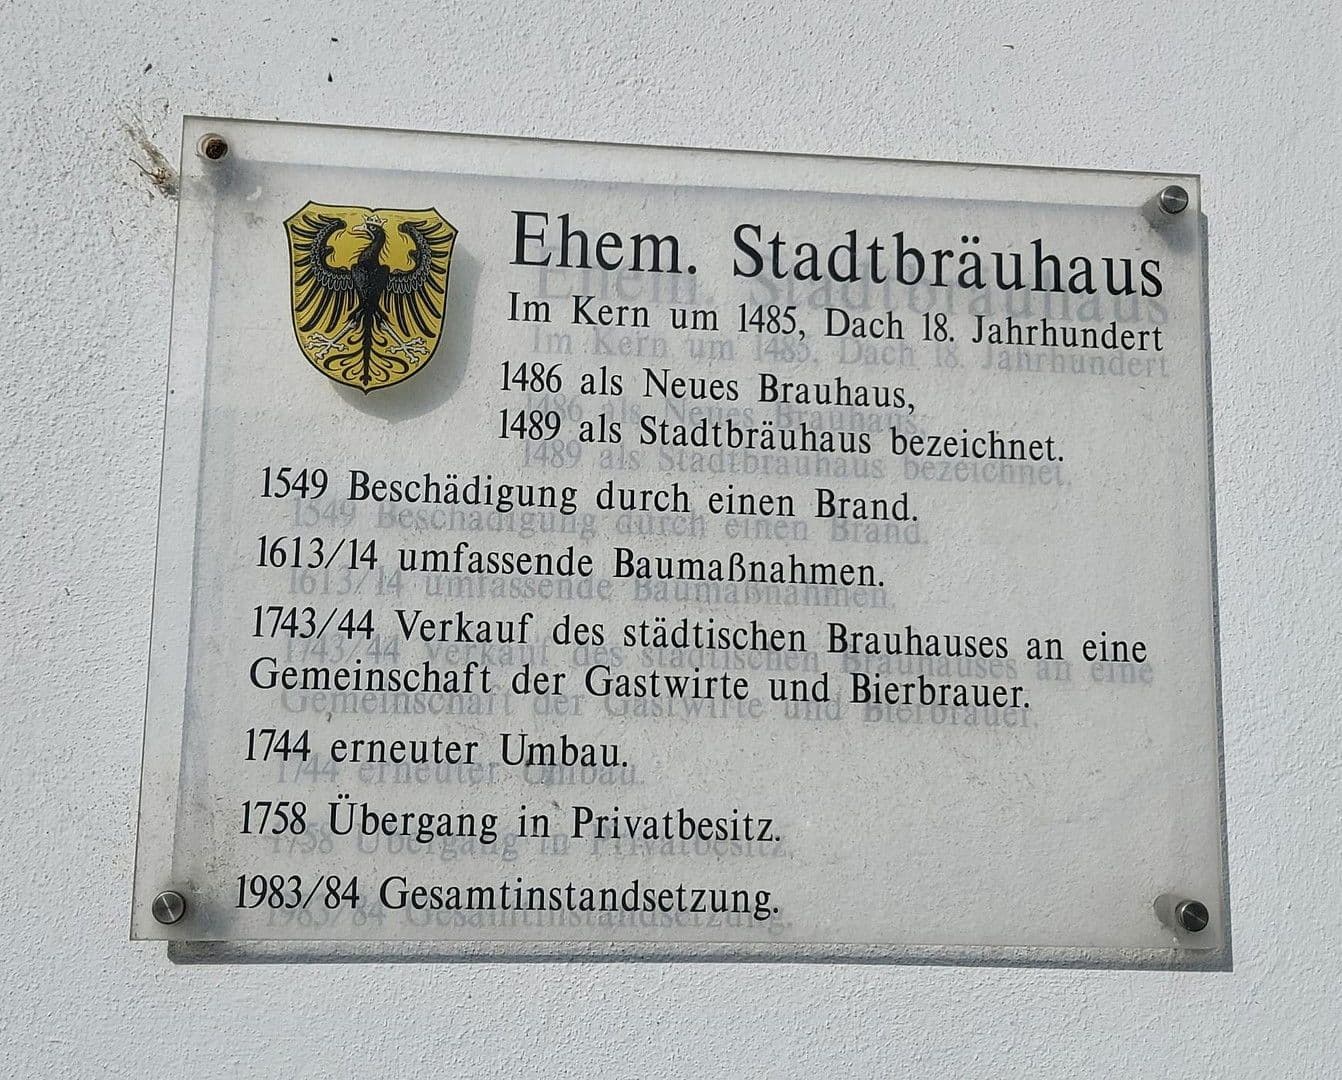 Ehem. Stadtbräuhaus
Im Kern um 1485, Dach 18. Jahrhundert
1486 als Neues Brauhaus,
1489 als Stadtbräuhaus bezeichnet.
1549 Beschädigung durch einen Brand.
1613/14 umfassende Baumaßnahmen.
1743/44 Verkauf des städtischen Brauhauses an eine
Gemeinschaft der Gastwirte und Bierbrauer.
1744 erneuter Umbau.
1758 Übergang in Privatbesitz.
1983/84 Gesamtinstandsetzung.